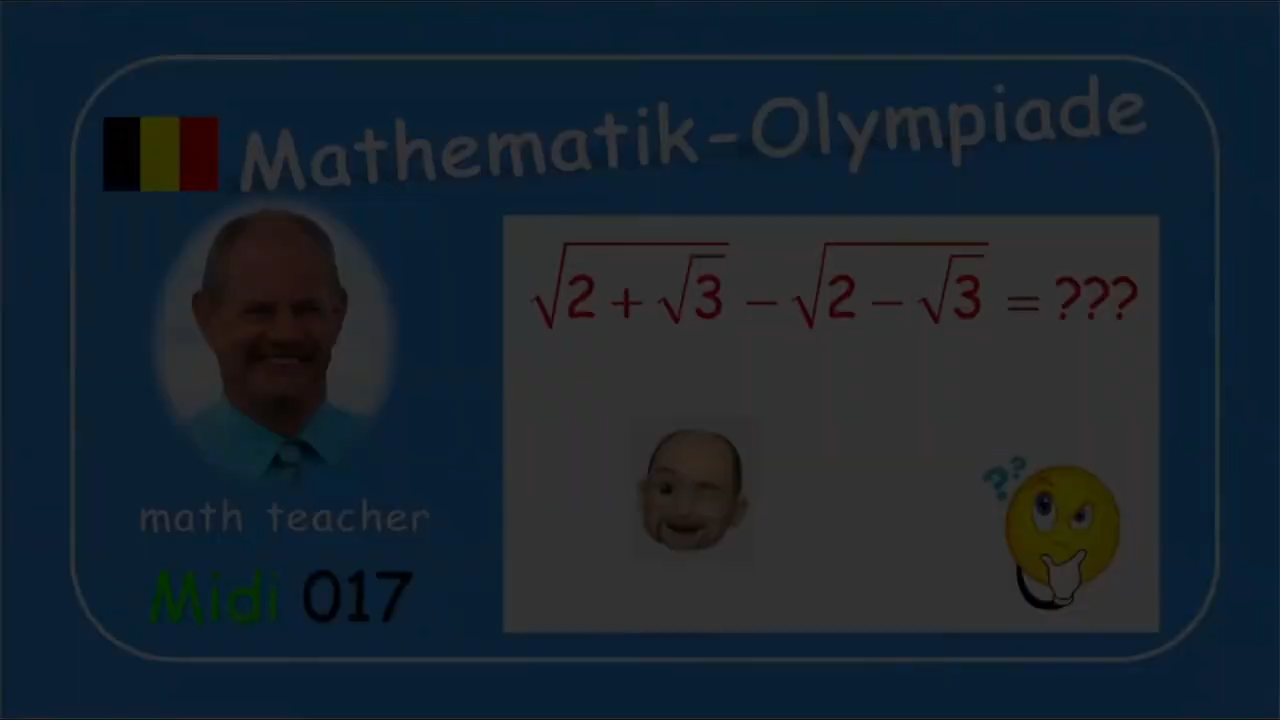 Mathematik-Olympiade
√(2 + √3) − √(2 − √3) = ???
??
math teacher
Midi 017